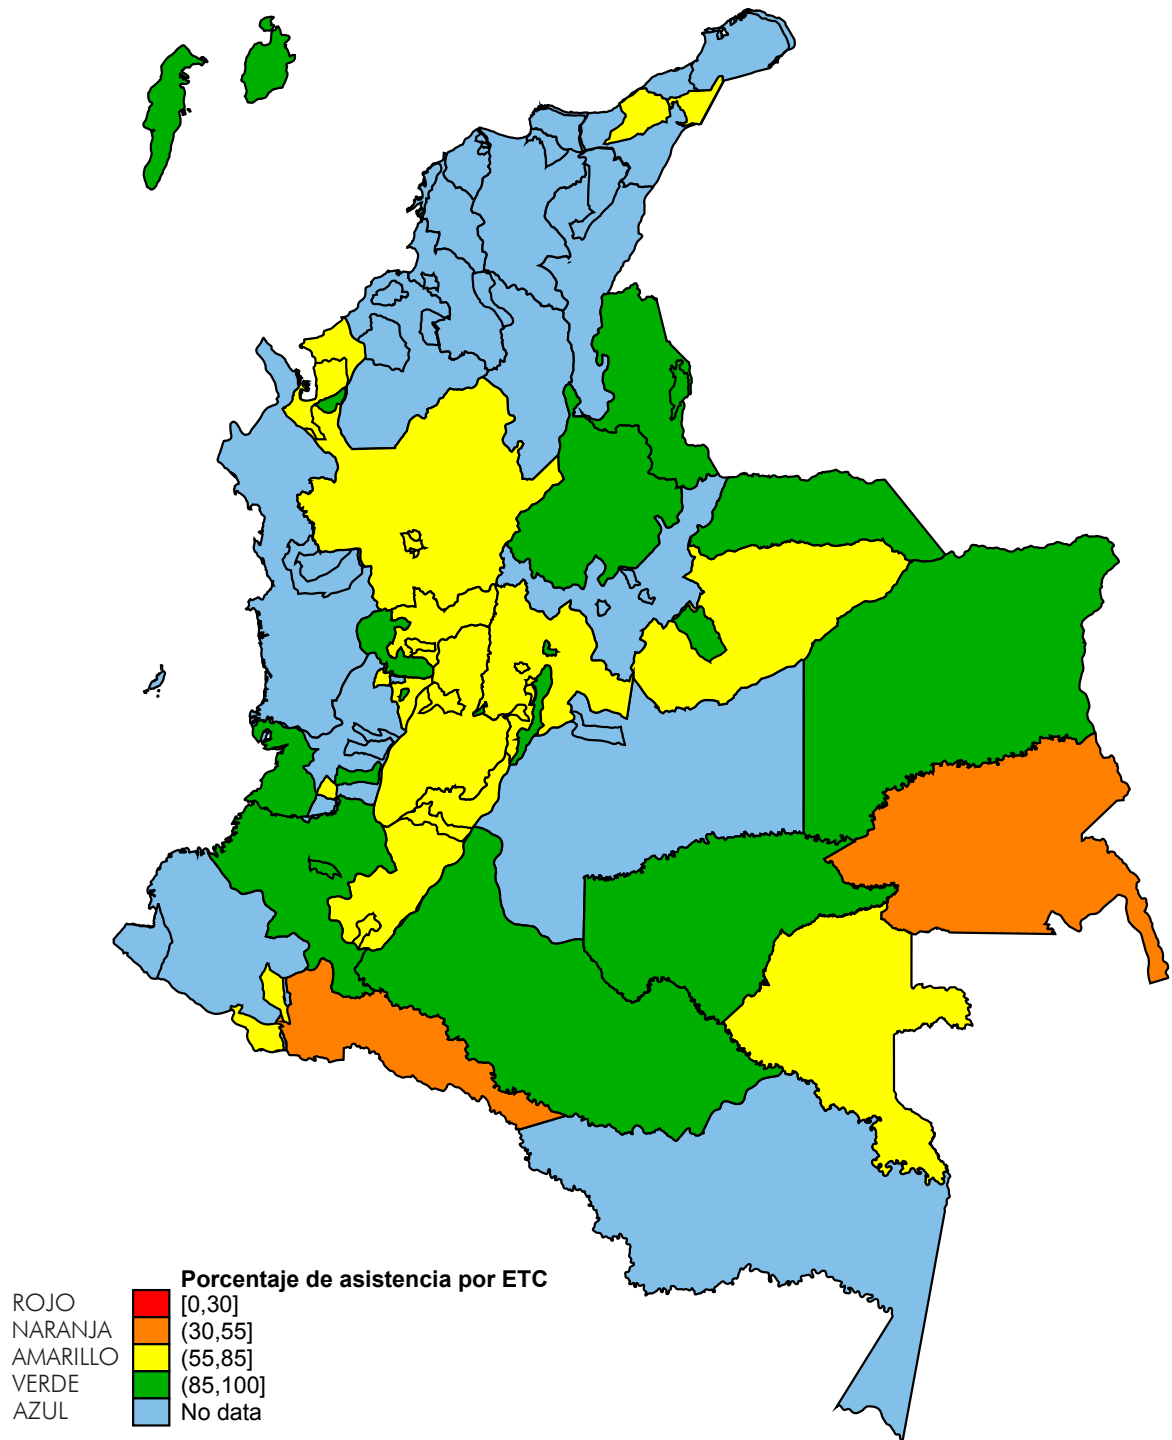 Porcentaje de asistencia por ETC
ROJO [0,30]
NARANJA (30,55]
AMARILLO (55,85]
VERDE (85,100]
AZUL No data